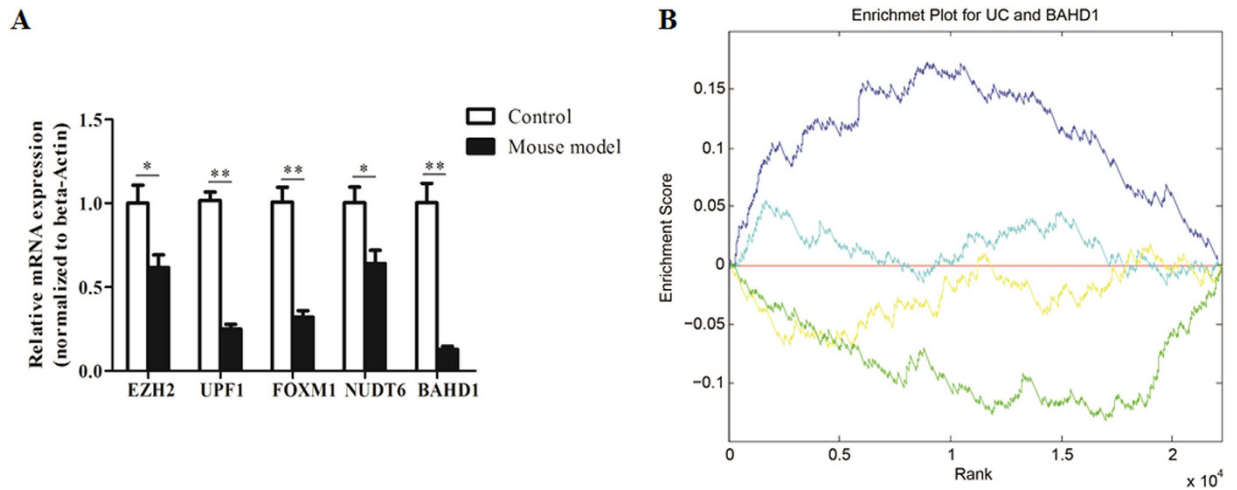 A
Relative mRNA expression
(normalized to beta-Actin)
1.5
1.0
0.5
0.0
* ** ** * **
EZH2 UPF1 FOXM1 NUDT6 BAHD1
Control
Mouse model
B
Enrichmet Plot for UC and BAHD1
Enrichment Score
0.15
0.1
0.05
0
−0.05
−0.1
0 0.5 1 1.5 2
x 10⁴
Rank